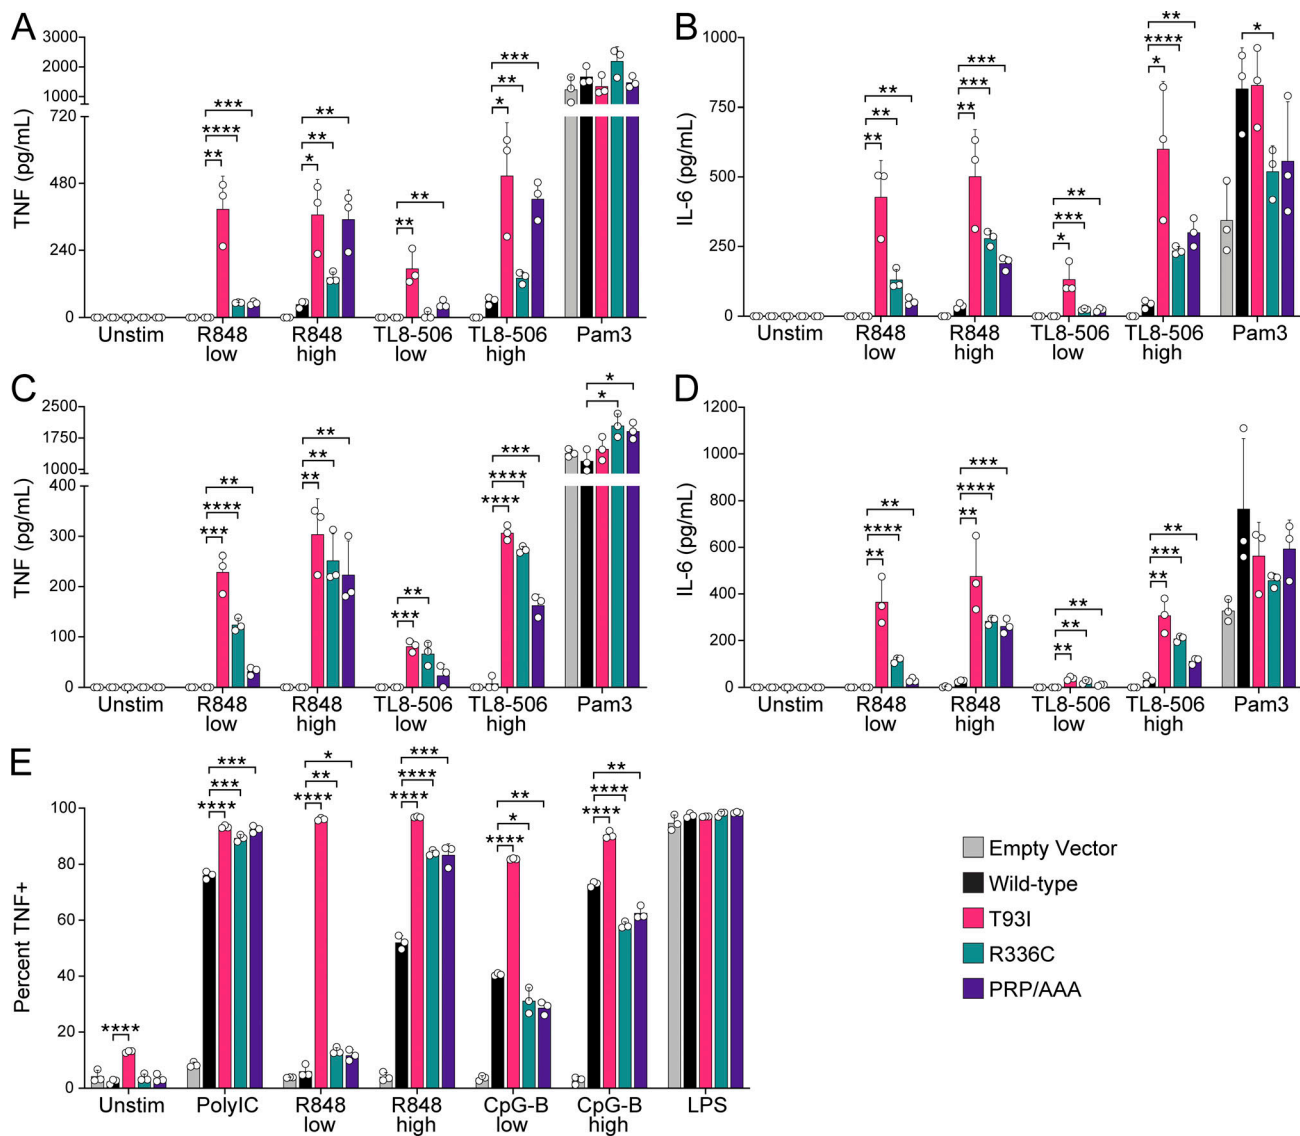 A
TNF (pg/mL)
3000
2000
1000
720
480
240
0
** **** ***
* ** **
** **
* ** ***
Unstim R848 low R848 high TL8-506 low TL8-506 high Pam3
B
IL-6 (pg/mL)
1000
750
500
250
0
** ** **
** *** ***
* *** **
* **** **
*
Unstim R848 low R848 high TL8-506 low TL8-506 high Pam3
C
TNF (pg/mL)
2500
1750
1000
400
300
200
100
0
*** **** **
** ** **
*** **
**** **** ***
* *
Unstim R848 low R848 high TL8-506 low TL8-506 high Pam3
D
IL-6 (pg/mL)
1200
1000
800
600
400
200
0
** **** **
** **** ***
** ** **
** *** **
Unstim R848 low R848 high TL8-506 low TL8-506 high Pam3
E
Percent TNF+
100
80
60
40
20
0
****
**** *** ***
**** ** *
**** **** ***
**** * **
**** **** **
Unstim PolyIC R848 low R848 high CpG-B low CpG-B high LPS
Empty Vector
Wild-type
T93I
R336C
PRP/AAA